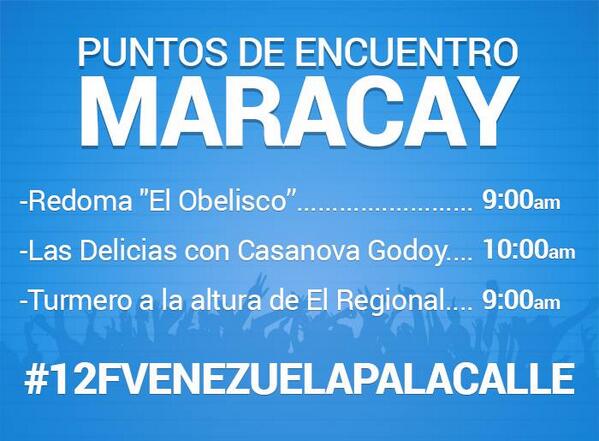 PUNTOS DE ENCUENTRO
MARACAY
-Redoma "El Obelisco”........................ 9:00am
-Las Delicias con Casanova Godoy.... 10:00am
-Turmero a la altura de El Regional.... 9:00am
#12FVENEZUELAPALACALLE